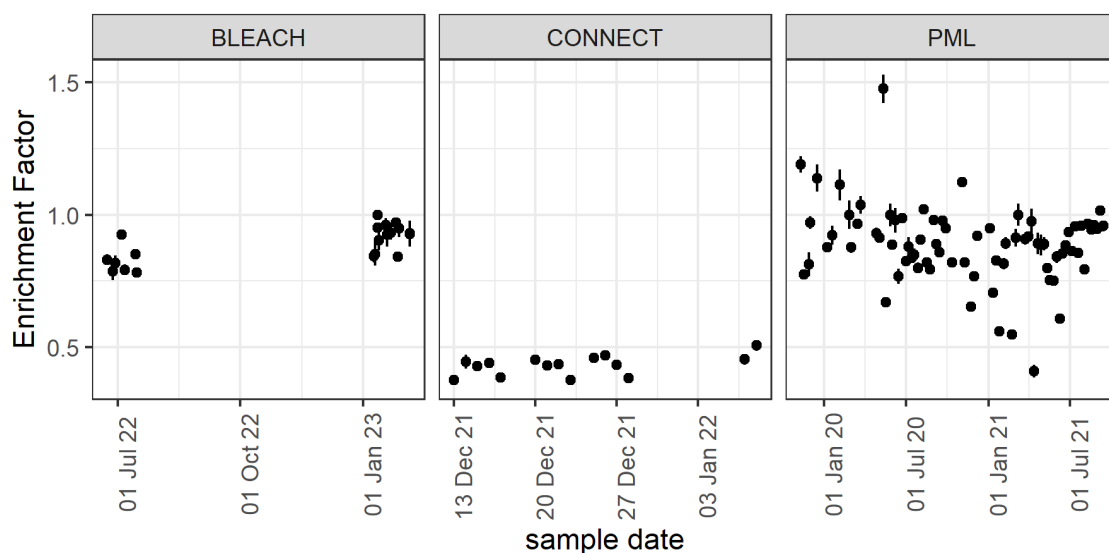 BLEACH CONNECT PML
Enrichment Factor
1.5
1.0
0.5
01 Jul 22
01 Oct 22
01 Jan 23
13 Dec 21
20 Dec 21
27 Dec 21
03 Jan 22
01 Jan 20
01 Jul 20
01 Jan 21
01 Jul 21
sample date